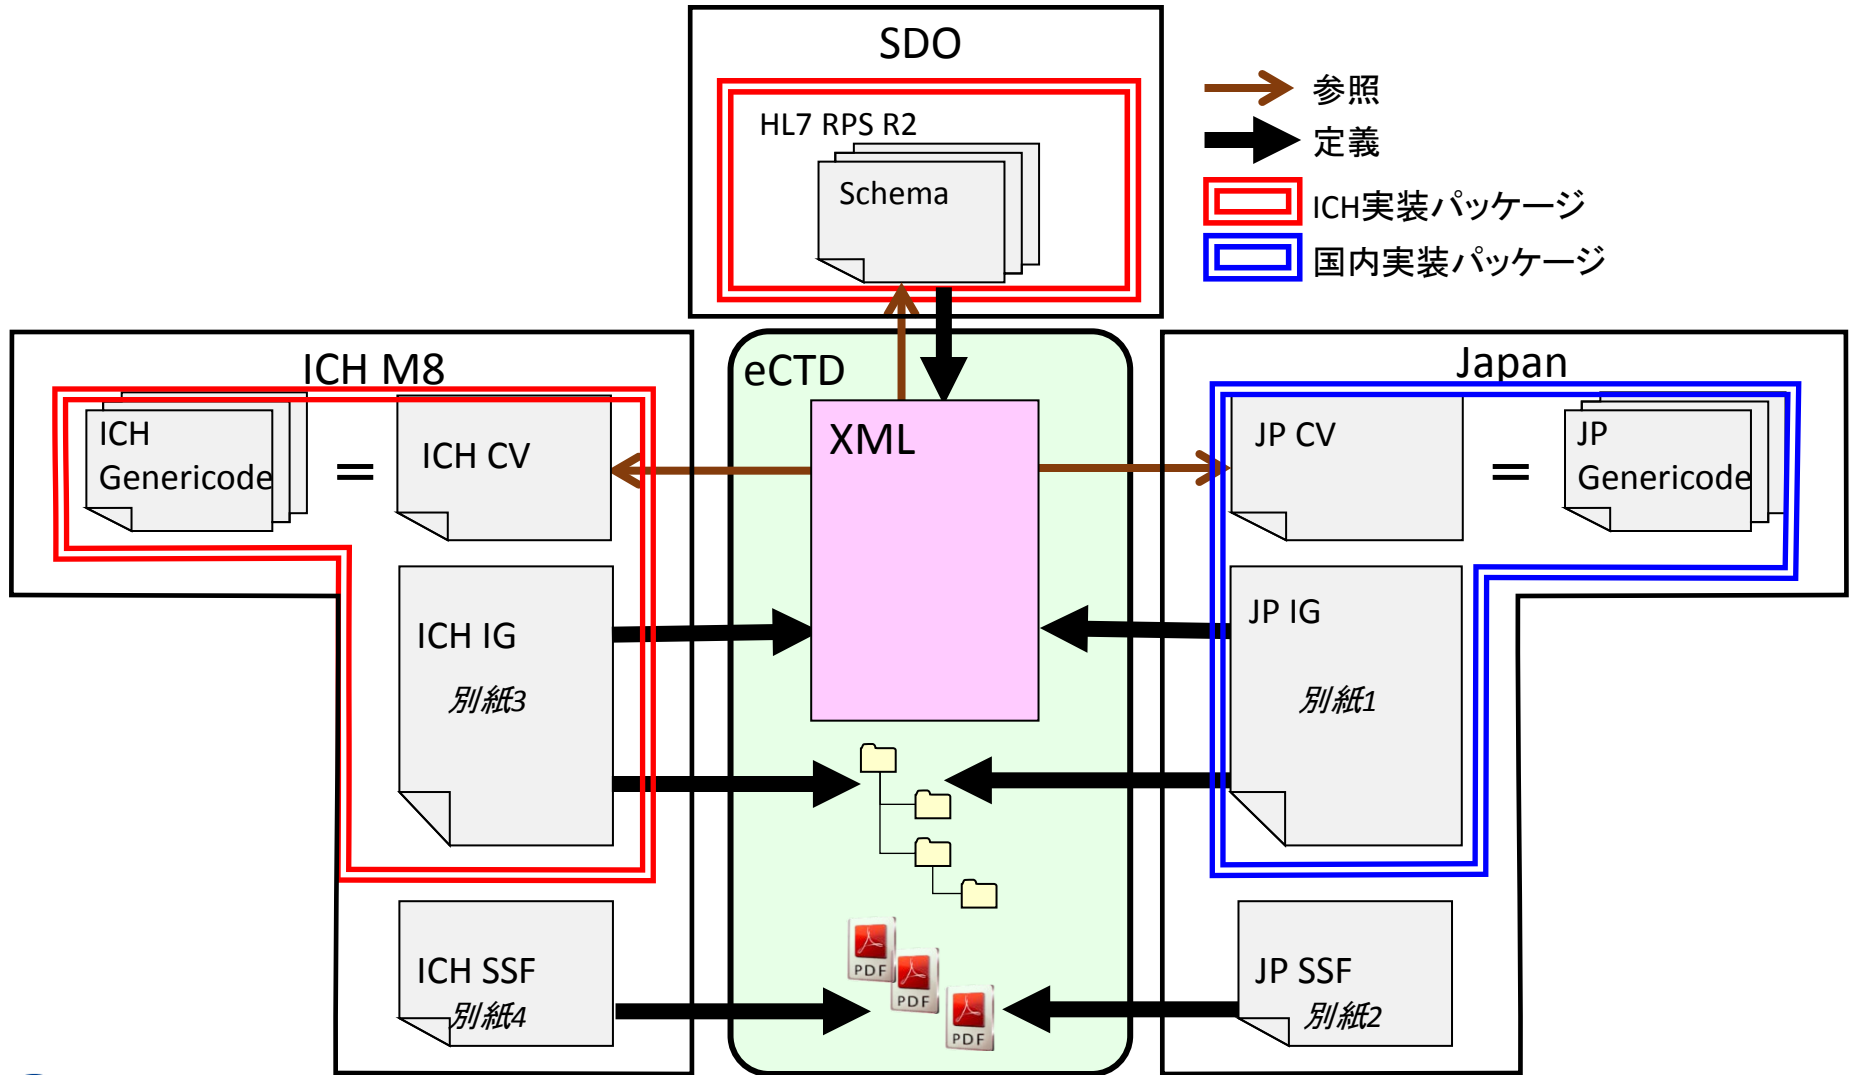 SDO
HL7 RPS R2
Schema
参照
定義
ICH実装パッケージ
国内実装パッケージ
ICH M8
ICH
Genericode
=
ICH CV
ICH IG
別紙3
ICH SSF
別紙4
eCTD
XML
PDF
PDF
PDF
Japan
JP CV
=
JP
Genericode
JP IG
別紙1
JP SSF
別紙2